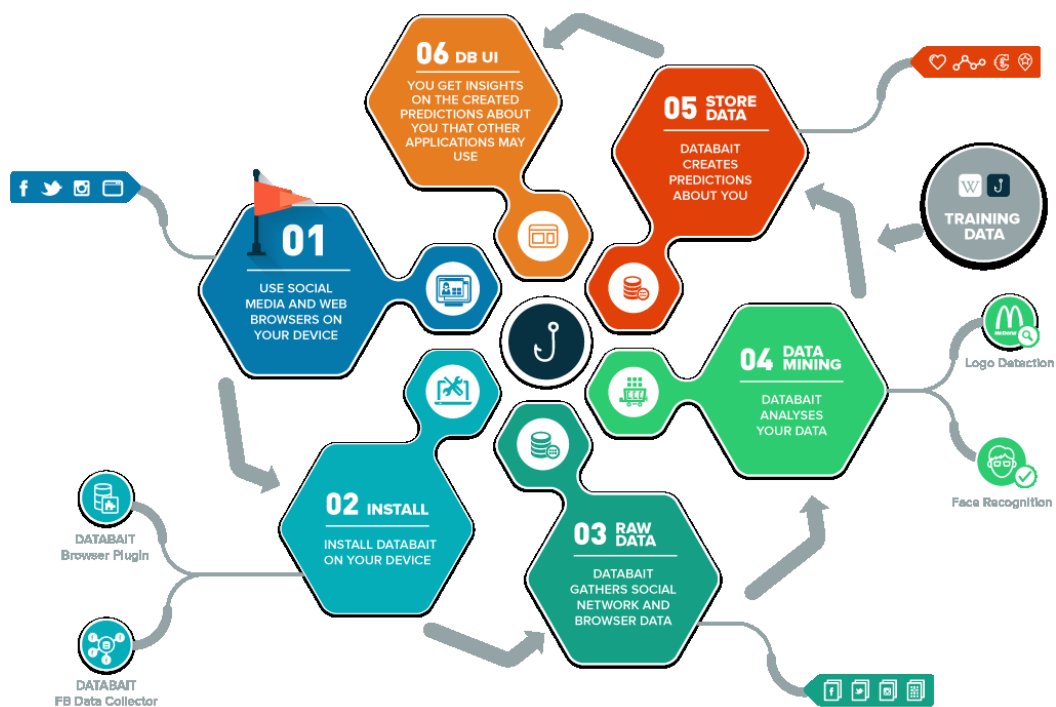 01
USE SOCIAL
MEDIA AND WEB
BROWSERS ON
YOUR DEVICE
02 INSTALL
INSTALL DATABAIT
ON YOUR DEVICE
DATABAIT
Browser Plugin
DATABAIT
FB Data Collector
03 RAW
DATA
DATABAIT
GATHERS SOCIAL
NETWORK AND
BROWSER DATA
04 DATA
MINING
DATABAIT
ANALYSES
YOUR DATA
Logo Datection
Face Recognition
05 STORE
DATA
DATABAIT
CREATES
PREDICTIONS
ABOUT YOU
W
TRAINING
DATA
06 DB UI
YOU GET INSIGHTS
ON THE CREATED
PREDICTIONS ABOUT
YOU THAT OTHER
APPLICATIONS MAY
USE